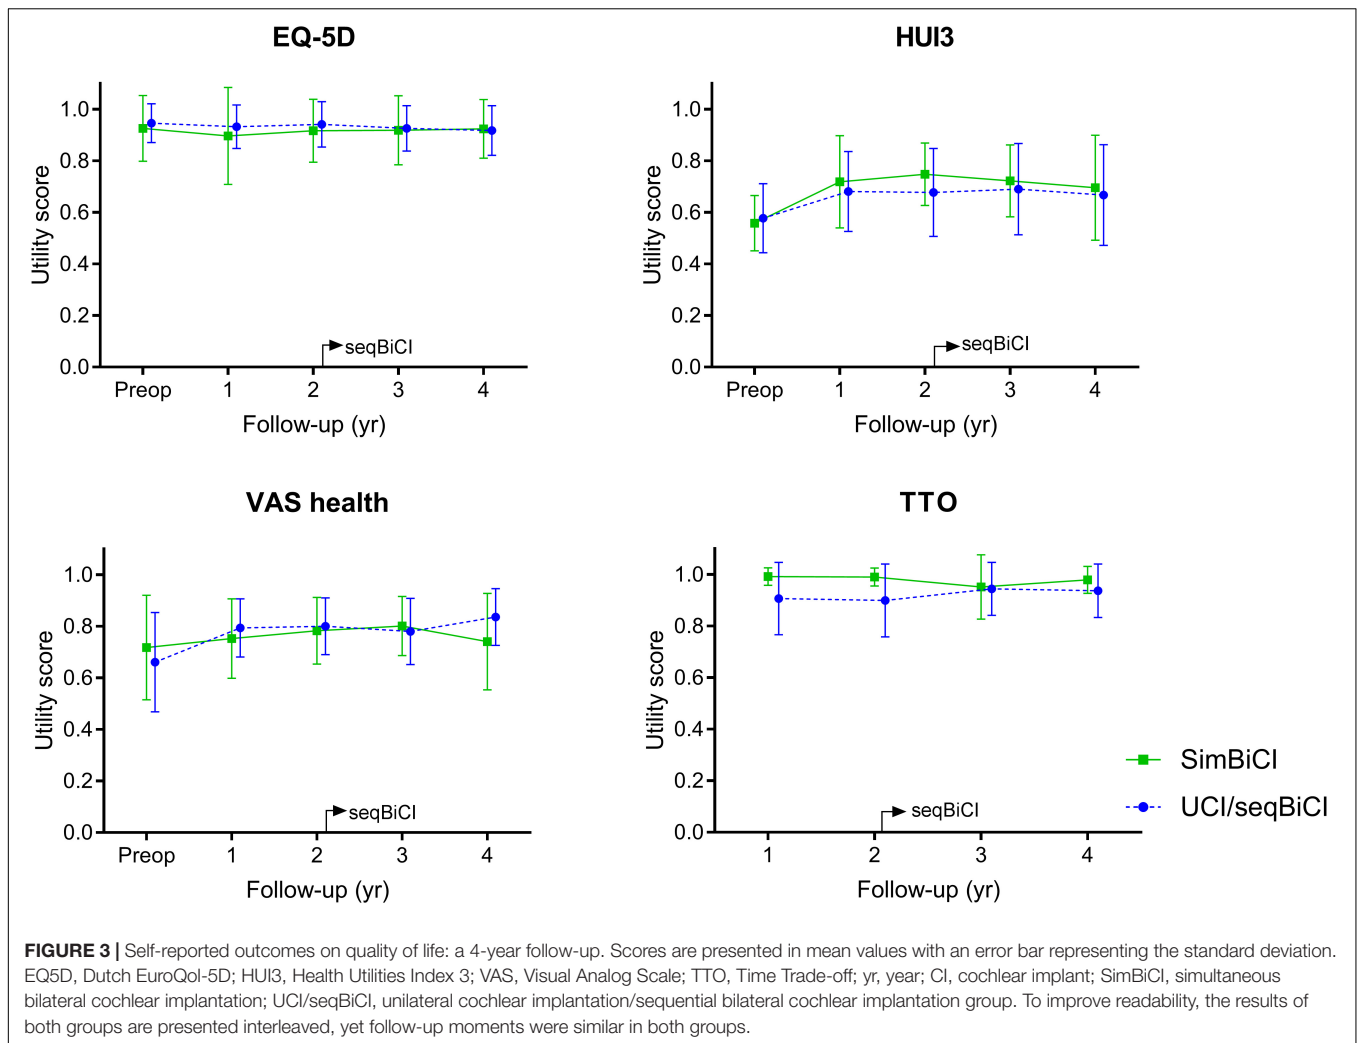 EQ-5D
Utility score
1.0
0.8
0.6
0.4
0.2
0.0
seqBiCI
Preop 1 2 3 4
Follow-up (yr)
HUI3
Utility score
1.0
0.8
0.6
0.4
0.2
0.0
seqBiCI
Preop 1 2 3 4
Follow-up (yr)
VAS health
Utility score
1.0
0.8
0.6
0.4
0.2
0.0
seqBiCI
Preop 1 2 3 4
Follow-up (yr)
TTO
Utility score
1.0
0.8
0.6
0.4
0.2
0.0
seqBiCI
1 2 3 4
Follow-up (yr)
SimBiCI
UCI/seqBiCI
FIGURE 3 | Self-reported outcomes on quality of life: a 4-year follow-up. Scores are presented in mean values with an error bar representing the standard deviation.
EQ5D, Dutch EuroQol-5D; HUI3, Health Utilities Index 3; VAS, Visual Analog Scale; TTO, Time Trade-off; yr, year; CI, cochlear implant; SimBiCI, simultaneous
bilateral cochlear implantation; UCI/seqBiCI, unilateral cochlear implantation/sequential bilateral cochlear implantation group. To improve readability, the results of
both groups are presented interleaved, yet follow-up moments were similar in both groups.